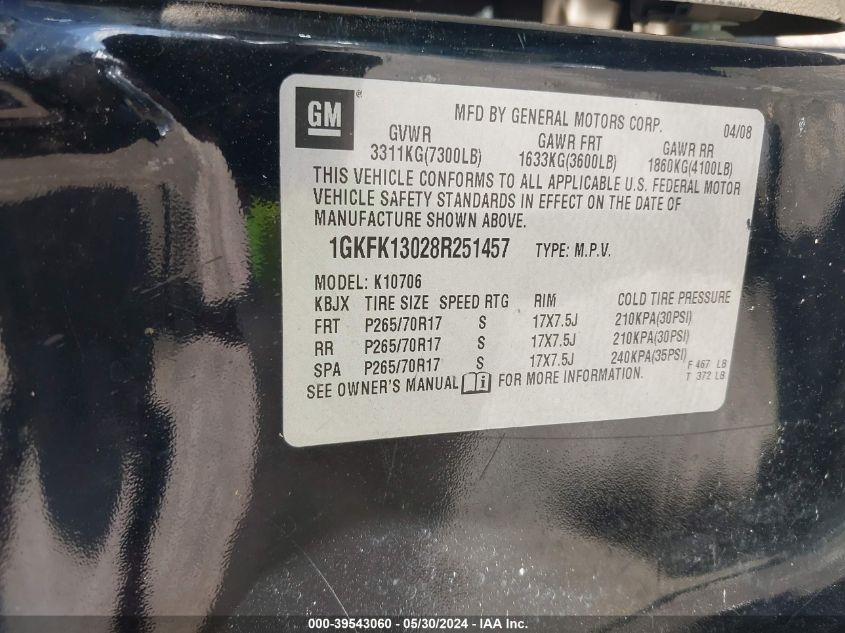 GM ®
MFD BY GENERAL MOTORS CORP. 04/08
GVWR GAWR FRT GAWR RR
3311KG(7300LB) 1633KG(3600LB) 1860KG(4100LB)
THIS VEHICLE CONFORMS TO ALL APPLICABLE U.S. FEDERAL MOTOR
VEHICLE SAFETY STANDARDS IN EFFECT ON THE DATE OF
MANUFACTURE SHOWN ABOVE.
1GKFK13028R251457 TYPE: M.P.V.
MODEL: K10706
KBJX TIRE SIZE SPEED RTG RIM COLD TIRE PRESSURE
FRT P265/70R17 S 17X7.5J 210KPA(30PSI)
RR P265/70R17 S 17X7.5J 210KPA(30PSI)
SPA P265/70R17 S 17X7.5J 240KPA(35PSI) F 467 LB
T 372 LB
SEE OWNER'S MANUAL i FOR MORE INFORMATION.
000-39543060 / 05/30/2024 - IAA Inc.